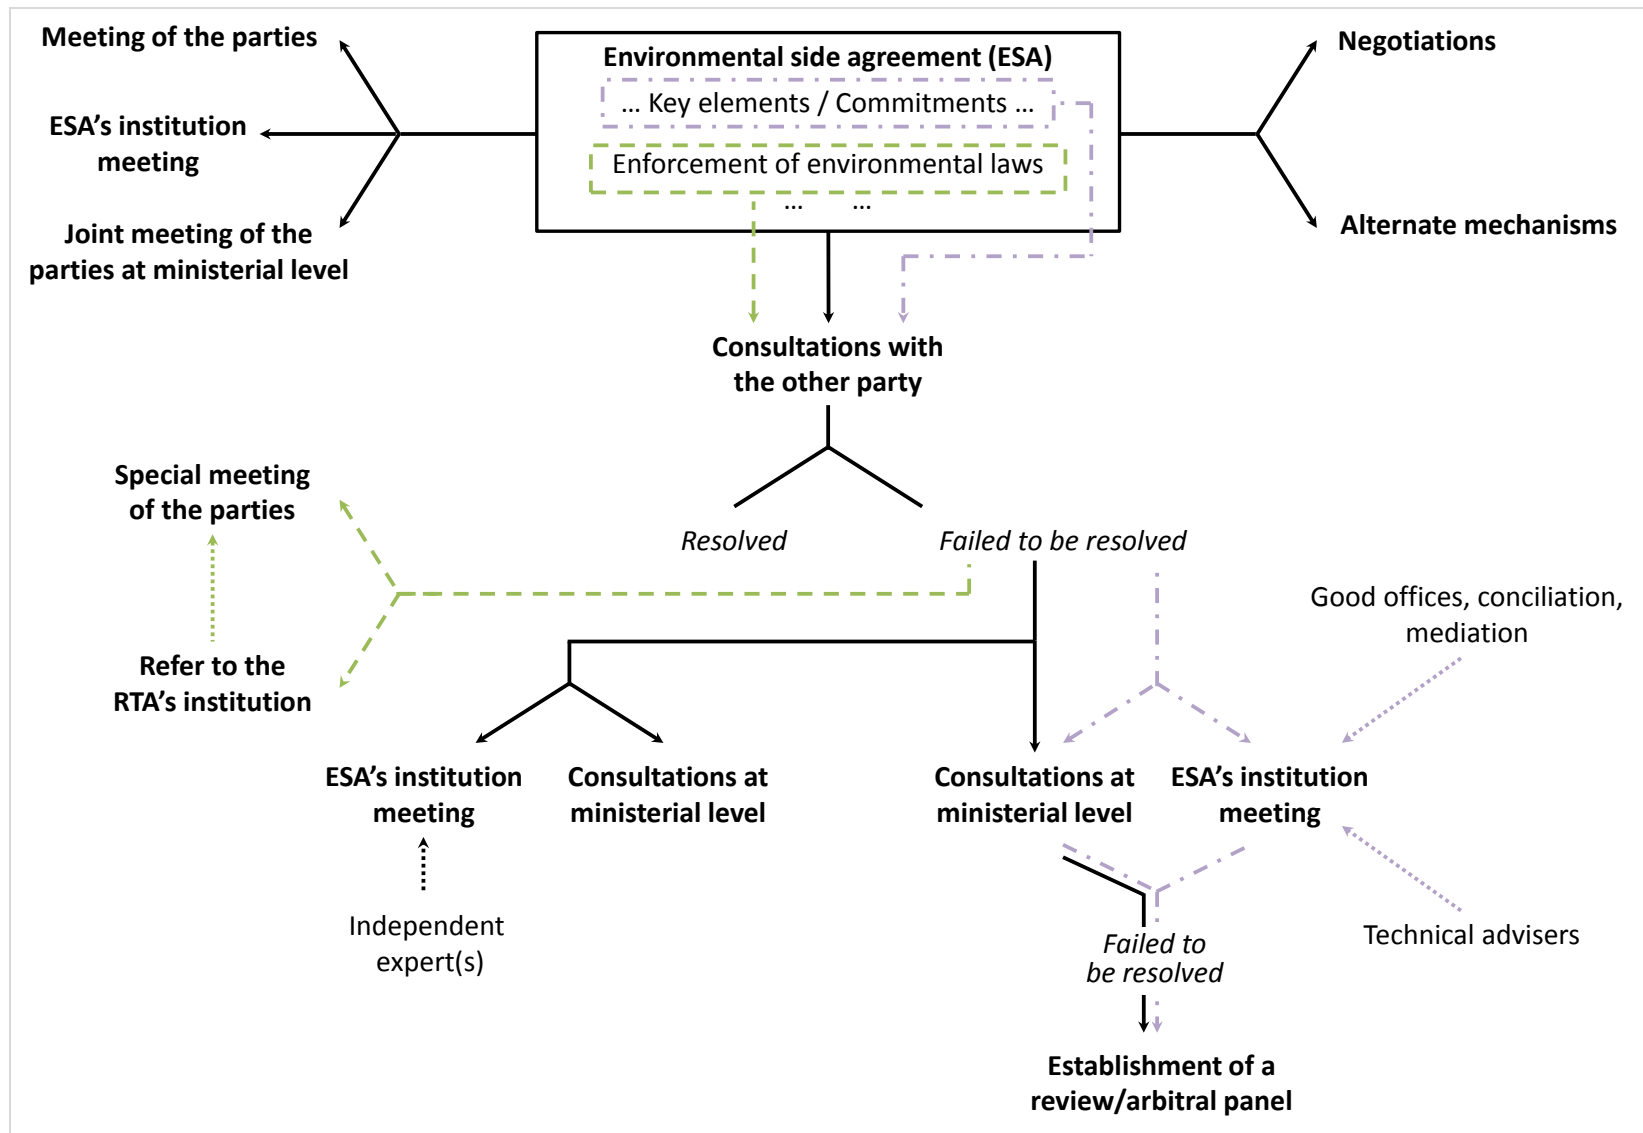 Meeting of the parties
Environmental side agreement (ESA)
Negotiations
... Key elements / Commitments ...
ESA’s institution
meeting
Enforcement of environmental laws
... ...
Joint meeting of the
parties at ministerial level
Alternate mechanisms
Consultations with
the other party
Special meeting
of the parties
Resolved
Failed to be resolved
Good offices, conciliation,
mediation
Refer to the
RTA’s institution
ESA’s institution
meeting
Consultations at
ministerial level
Consultations at
ministerial level
ESA’s institution
meeting
Independent
expert(s)
Failed to
be resolved
Technical advisers
Establishment of a
review/arbitral panel